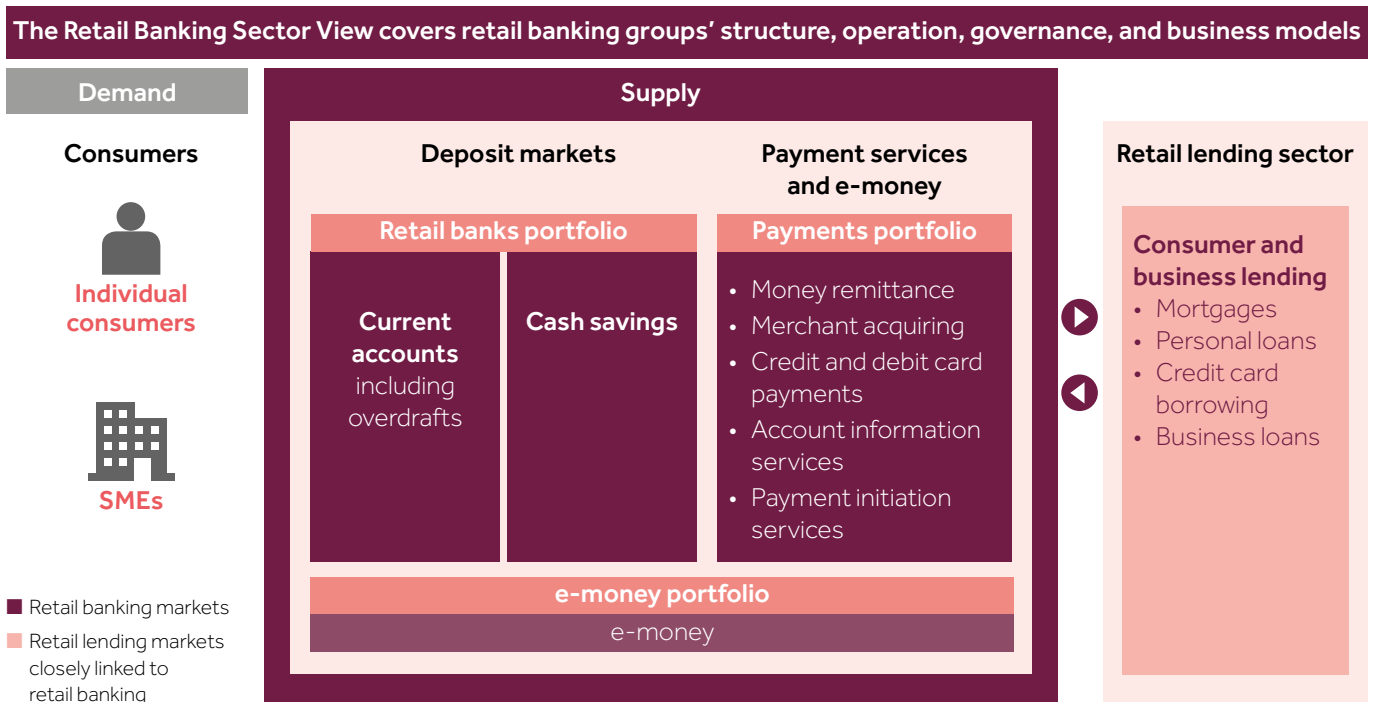 The Retail Banking Sector View covers retail banking groups’ structure, operation, governance, and business models
Demand
Consumers
Individual
consumers
SMEs
Retail banking markets
Retail lending markets
closely linked to
retail banking
Supply
Deposit markets
Retail banks portfolio
Current
accounts
including
overdrafts
Cash savings
Payment services
and e-money
Payments portfolio
• Money remittance
• Merchant acquiring
• Credit and debit card
payments
• Account information
services
• Payment initiation
services
e-money portfolio
e-money
Retail lending sector
Consumer and
business lending
• Mortgages
• Personal loans
• Credit card
borrowing
• Business loans